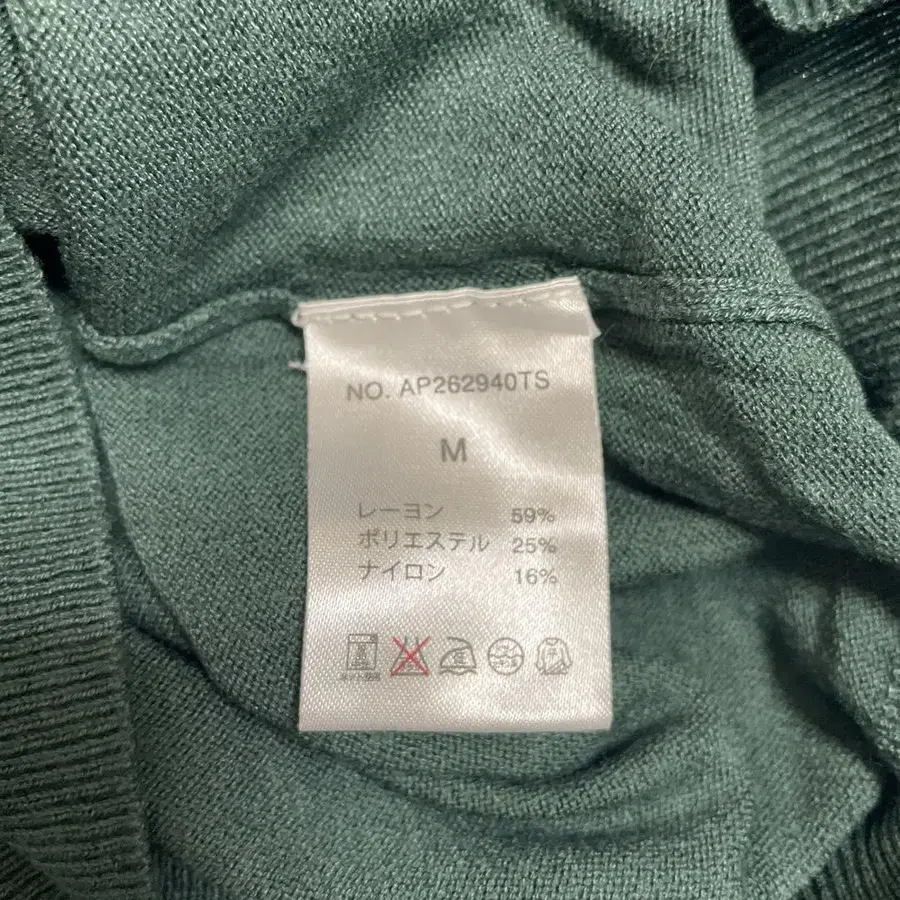 NO. AP262940TS
M
レーヨン 59%
ポリエステル 25%
ナイロン 16%